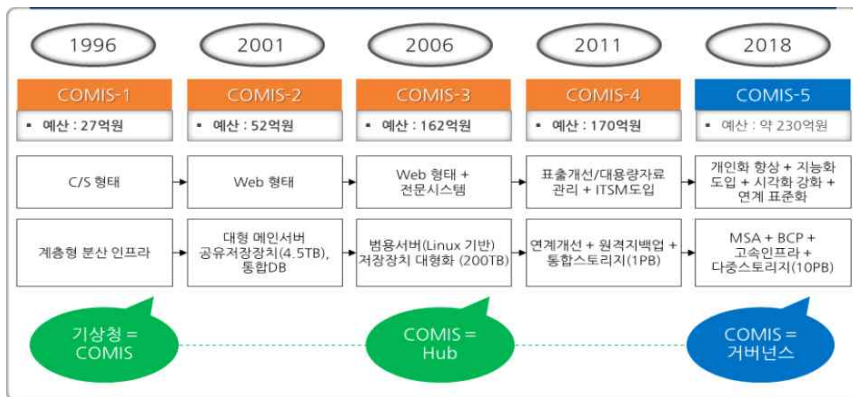 1996
2001
2006
2011
2018
COMIS-1
COMIS-2
COMIS-3
COMIS-4
COMIS-5
▪ 예산 : 27억원
▪ 예산 : 52억원
▪ 예산 : 162억원
▪ 예산 : 170억원
▪ 예산 : 약 230억원
C/S 형태
Web 형태
Web 형태 +
전문시스템
표출개선/대용량자료
관리 + ITSM도입
개인화 향상 + 지능화
도입 + 시각화 강화 +
연계 표준화
계층형 분산 인프라
대형 메인서버
공유저장장치(4.5TB),
통합DB
범용서버(Linux 기반)
저장장치 대형화 (200TB)
연계개선 + 원격지백업 +
통합스토리지(1PB)
MSA + BCP +
고속인프라 +
다중스토리지(10PB)
기상청 =
COMIS
COMIS =
Hub
COMIS =
거버넌스